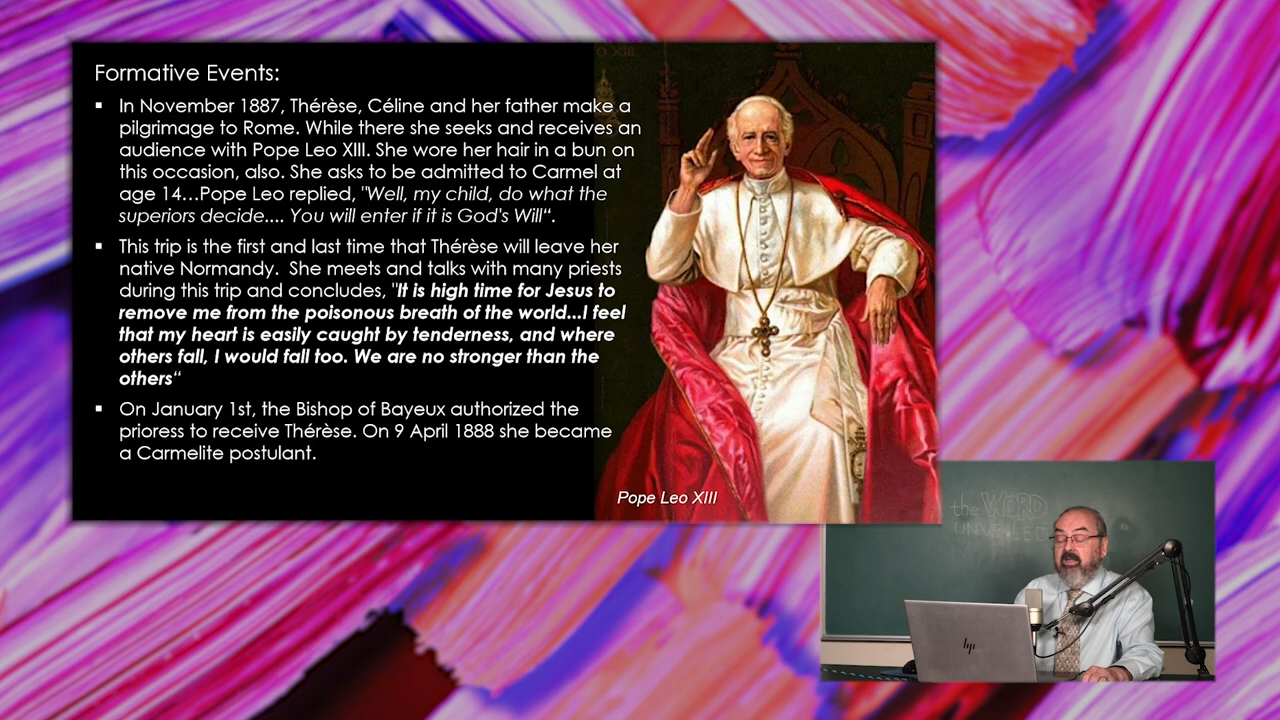 Formative Events:
▪ In November 1887, Thérèse, Céline and her father make a
pilgrimage to Rome. While there she seeks and receives an
audience with Pope Leo XIII. She wore her hair in a bun on
this occasion, also. She asks to be admitted to Carmel at
age 14...Pope Leo replied, "Well, my child, do what the
superiors decide.... You will enter if it is God's Will“.
▪ This trip is the first and last time that Thérèse will leave her
native Normandy.  She meets and talks with many priests
during this trip and concludes, "It is high time for Jesus to
remove me from the poisonous breath of the world...I feel
that my heart is easily caught by tenderness, and where
others fall, I would fall too. We are no stronger than the
others“
▪ On January 1st, the Bishop of Bayeux authorized the
prioress to receive Thérèse. On 9 April 1888 she became
a Carmelite postulant.
Pope Leo XIII
the WORD
UNVEILED
hp